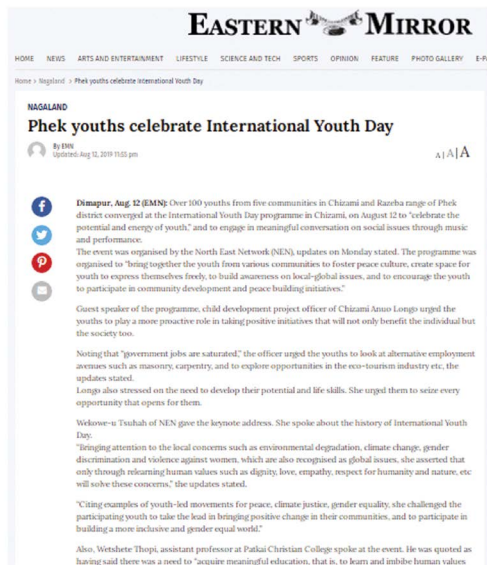 EASTERN MIRROR
HOME NEWS ARTS AND ENTERTAINMENT LIFESTYLE SCIENCE AND TECH SPORTS OPINION FEATURE PHOTO GALLERY E-P
Home > Nagaland > Phek youths celebrate International Youth Day
NAGALAND
Phek youths celebrate International Youth Day
By EMN
Updated: Aug 12, 2019 11:55 pm
A | A | A
Dimapur, Aug. 12 (EMN): Over 100 youths from five communities in Chizami and Razeba range of Phek
district converged at the International Youth Day programme in Chizami, on August 12 to "celebrate the
potential and energy of youth." and to engage in meaningful conversation on social issues through music
and performance.
The event was organised by the North East Network (NEN), updates on Monday stated. The programme was
organised to "bring together the youth from various communities to foster peace culture, create space for
youth to express themselves freely, to build awareness on local-global issues, and to encourage the youth
to participate in community development and peace building initiatives."
Guest speaker of the programme, child development project officer of Chizami Anuo Longo urged the
youths to play a more proactive role in taking positive initiatives that will not only benefit the individual but
the society too.
Noting that "government jobs are saturated," the officer urged the youths to look at alternative employment
avenues such as masonry, carpentry, and to explore opportunities in the eco-tourism industry etc, the
updates stated.
Longo also stressed on the need to develop their potential and life skills. She urged them to seize every
opportunity that opens for them.
Wekowe-u Tsuhah of NEN gave the keynote address. She spoke about the history of International Youth
Day.
"Bringing attention to the local concerns such as environmental degradation, climate change, gender
discrimination and violence against women, which are also recognised as global issues, she asserted that
only through relearning human values such as dignity, love, empathy, respect for humanity and nature, etc
will solve these concerns," the updates stated.
"Citing examples of youth-led movements for peace, climate justice, gender equality, she challenged the
participating youth to take the lead in bringing positive change in their communities, and to participate in
building a more inclusive and gender equal world."
Also, Wetshete Thopi, assistant professor at Patkai Christian College spoke at the event. He was quoted as
having said there was a need to "acquire meaningful education, that is, to learn and imbibe human values